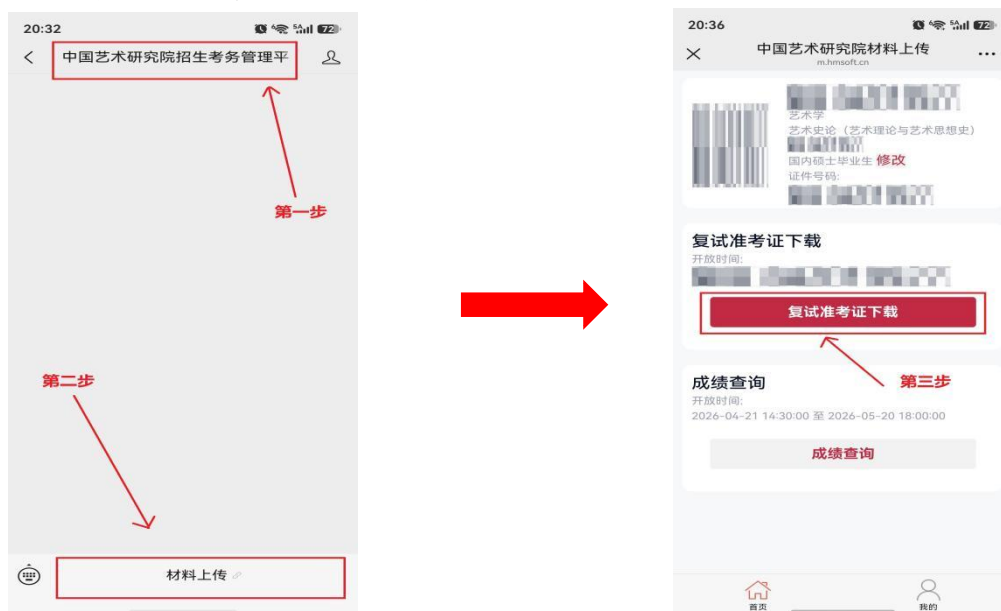 20:32
72
中国艺术研究院招生考务管理平
第一步
第二步
材料上传
20:36
72
中国艺术研究院材料上传
m.hmsoft.cn
艺术学
艺术史论（艺术理论与艺术思想史）
国内硕士毕业生 修改
证件号码:
复试准考证下载
开放时间:
复试准考证下载
第三步
成绩查询
开放时间:
2026-04-21 14:30:00 至 2026-05-20 18:00:00
成绩查询
首页
我的